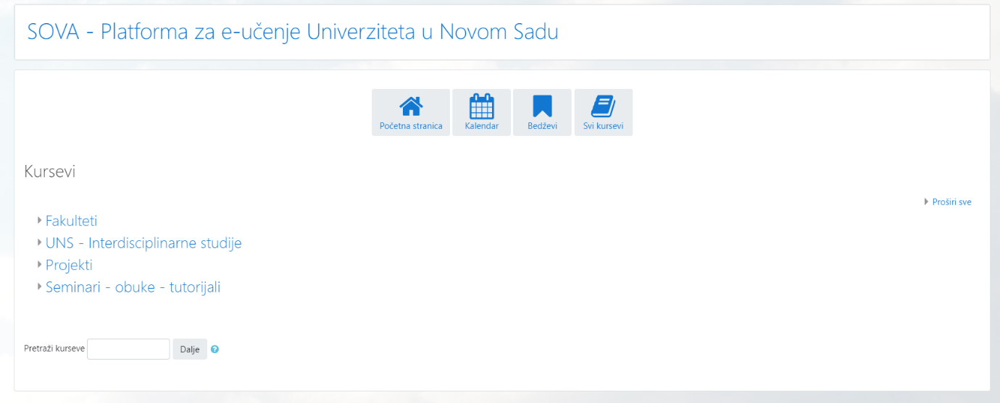 SOVA - Platforma za e-učenje Univerziteta u Novom Sadu
Početna stranica
Kalendar
Bedževi
Svi kursevi
Kursevi
Proširi sve
Fakulteti
UNS - Interdisciplinarne studije
Projekti
Seminari - obuke - tutorijali
Pretraži kurseve
Dalje